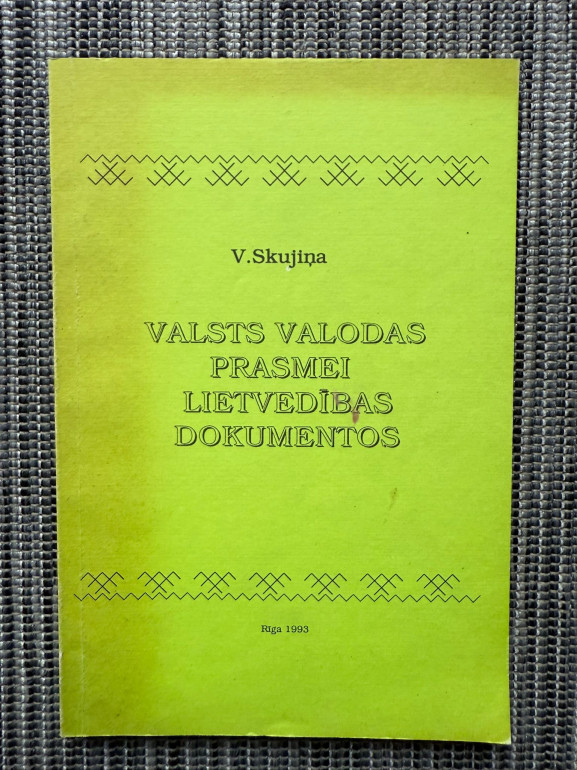 V.Skujiņa
VALSTS VALODAS
PRASMEI
LIETVEDĪBAS
DOKUMENTOS
Rīga 1993